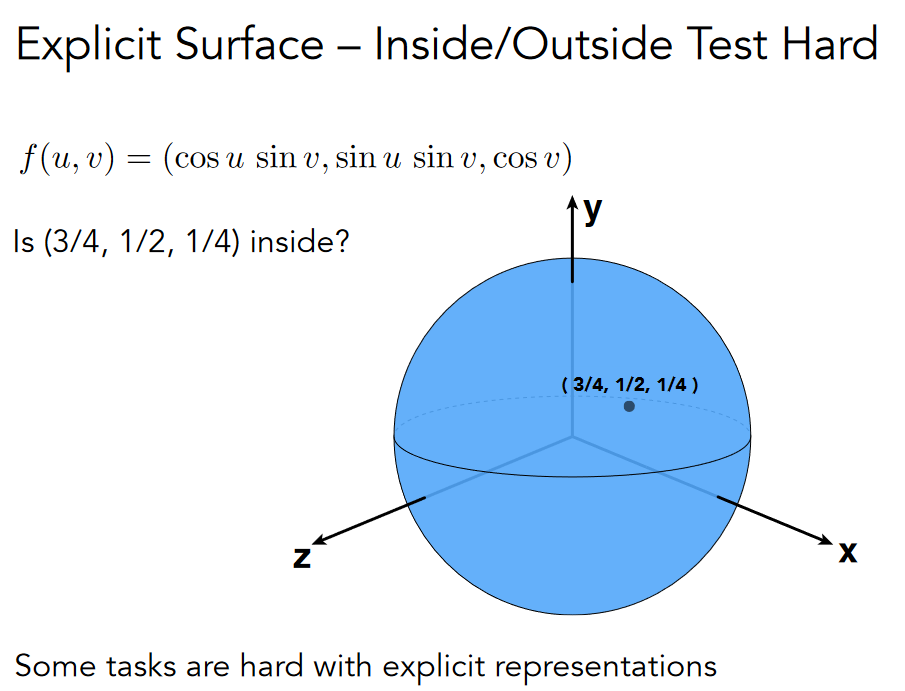 Explicit Surface – Inside/Outside Test Hard
f(u, v) = (cos u sin v, sin u sin v, cos v)
Is (3/4, 1/2, 1/4) inside?
y
( 3/4, 1/2, 1/4 )
z
x
Some tasks are hard with explicit representations